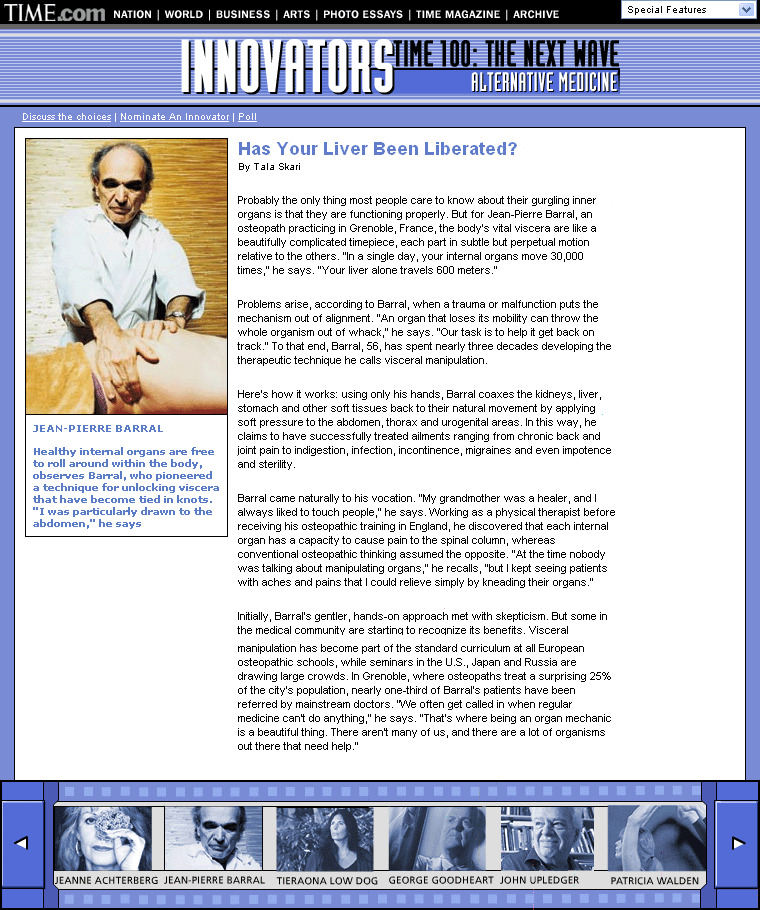 TIME.com NATION | WORLD | BUSINESS | ARTS | PHOTO ESSAYS | TIME MAGAZINE | ARCHIVE Special Features
INNOVATORS TIME 100: THE NEXT WAVE
ALTERNATIVE MEDICINE
Discuss the choices | Nominate An Innovator | Poll
Has Your Liver Been Liberated?
By Tala Skari
Probably the only thing most people care to know about their gurgling inner
organs is that they are functioning properly. But for Jean-Pierre Barral, an
osteopath practicing in Grenoble, France, the body's vital viscera are like a
beautifully complicated timepiece, each part in subtle but perpetual motion
relative to the others. "In a single day, your internal organs move 30,000
times," he says. "Your liver alone travels 600 meters."
Problems arise, according to Barral, when a trauma or malfunction puts the
mechanism out of alignment. "An organ that loses its mobility can throw the
whole organism out of whack," he says. "Our task is to help it get back on
track." To that end, Barral, 56, has spent nearly three decades developing the
therapeutic technique he calls visceral manipulation.
Here's how it works: using only his hands, Barral coaxes the kidneys, liver,
stomach and other soft tissues back to their natural movement by applying
soft pressure to the abdomen, thorax and urogenital areas. In this way, he
claims to have successfully treated ailments ranging from chronic back and
joint pain to indigestion, infection, incontinence, migraines and even impotence
and sterility.
Barral came naturally to his vocation. "My grandmother was a healer, and I
always liked to touch people," he says. Working as a physical therapist before
receiving his osteopathic training in England, he discovered that each internal
organ has a capacity to cause pain to the spinal column, whereas
conventional osteopathic thinking assumed the opposite. "At the time nobody
was talking about manipulating organs," he recalls, "but I kept seeing patients
with aches and pains that I could relieve simply by kneading their organs."
Initially, Barral's gentler, hands-on approach met with skepticism. But some in
the medical community are starting to recognize its benefits. Visceral
manipulation has become part of the standard curriculum at all European
osteopathic schools, while seminars in the U.S., Japan and Russia are
drawing large crowds. In Grenoble, where osteopaths treat a surprising 25%
of the city's population, nearly one-third of Barral's patients have been
referred by mainstream doctors. "We often get called in when regular
medicine can't do anything," he says. "That's where being an organ mechanic
is a beautiful thing. There aren't many of us, and there are a lot of organisms
out there that need help."
JEAN-PIERRE BARRAL
Healthy internal organs are free
to roll around within the body,
observes Barral, who pioneered
a technique for unlocking viscera
that have become tied in knots.
"I was particularly drawn to the
abdomen," he says
JEANNE ACHTERBERG JEAN-PIERRE BARRAL TIERAONA LOW DOG GEORGE GOODHEART JOHN UPLEDGER PATRICIA WALDEN